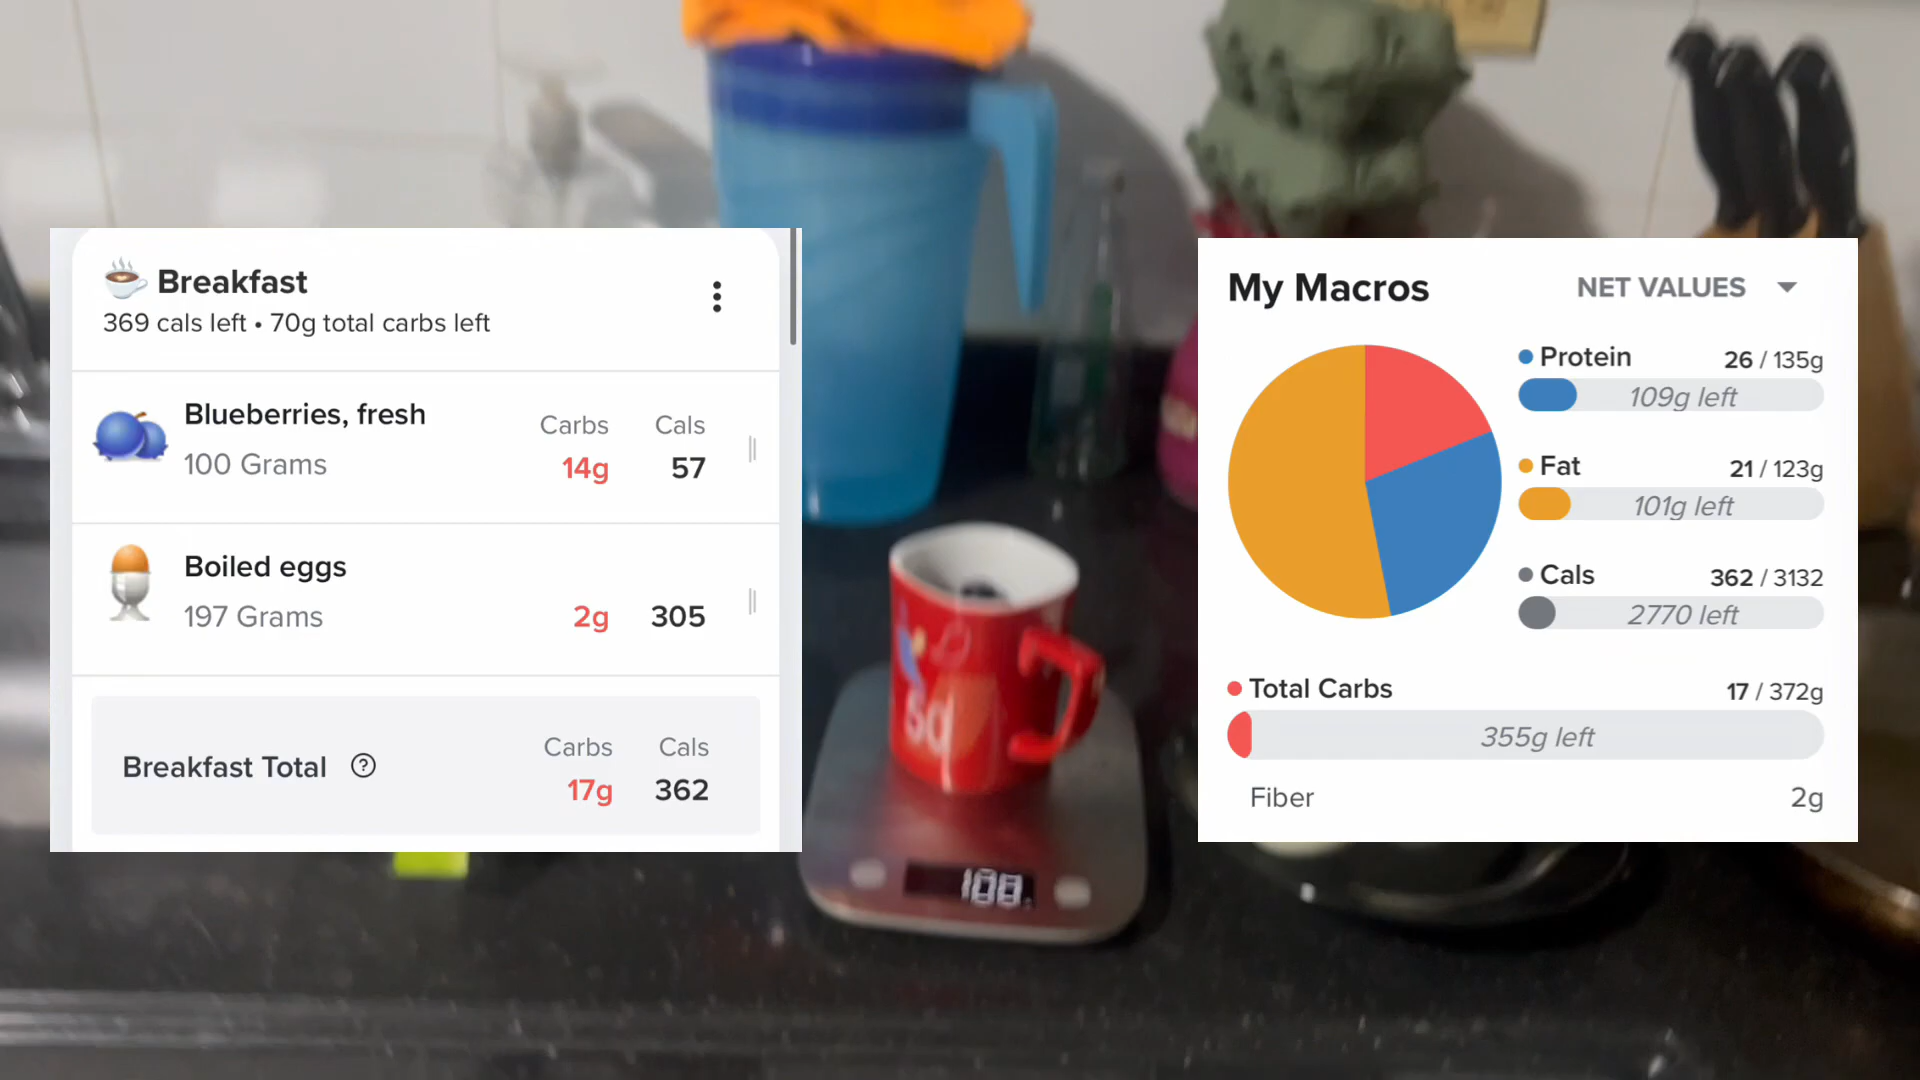 Breakfast
369 cals left • 70g total carbs left
Blueberries, fresh
Carbs
Cals
100 Grams
14g
57
Boiled eggs
197 Grams
2g
305
Breakfast Total
?
Carbs
Cals
17g
362
sq
My Macros
NET VALUES
Protein
26 / 135g
109g left
Fat
21 / 123g
101g left
Cals
362 / 3132
2770 left
Total Carbs
17 / 372g
355g left
Fiber
2g